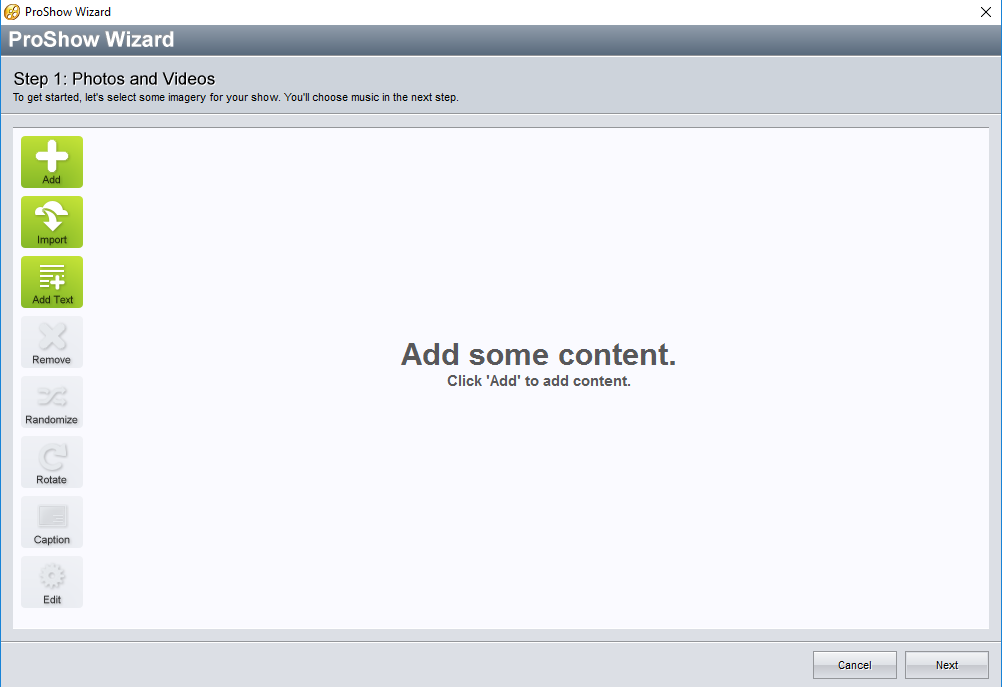 ProShow Wizard
ProShow Wizard
Step 1: Photos and Videos
To get started, let's select some imagery for your show. You'll choose music in the next step.
Add
Import
Add Text
Remove
Randomize
Rotate
Caption
Edit
Add some content.
Click 'Add' to add content.
Cancel
Next